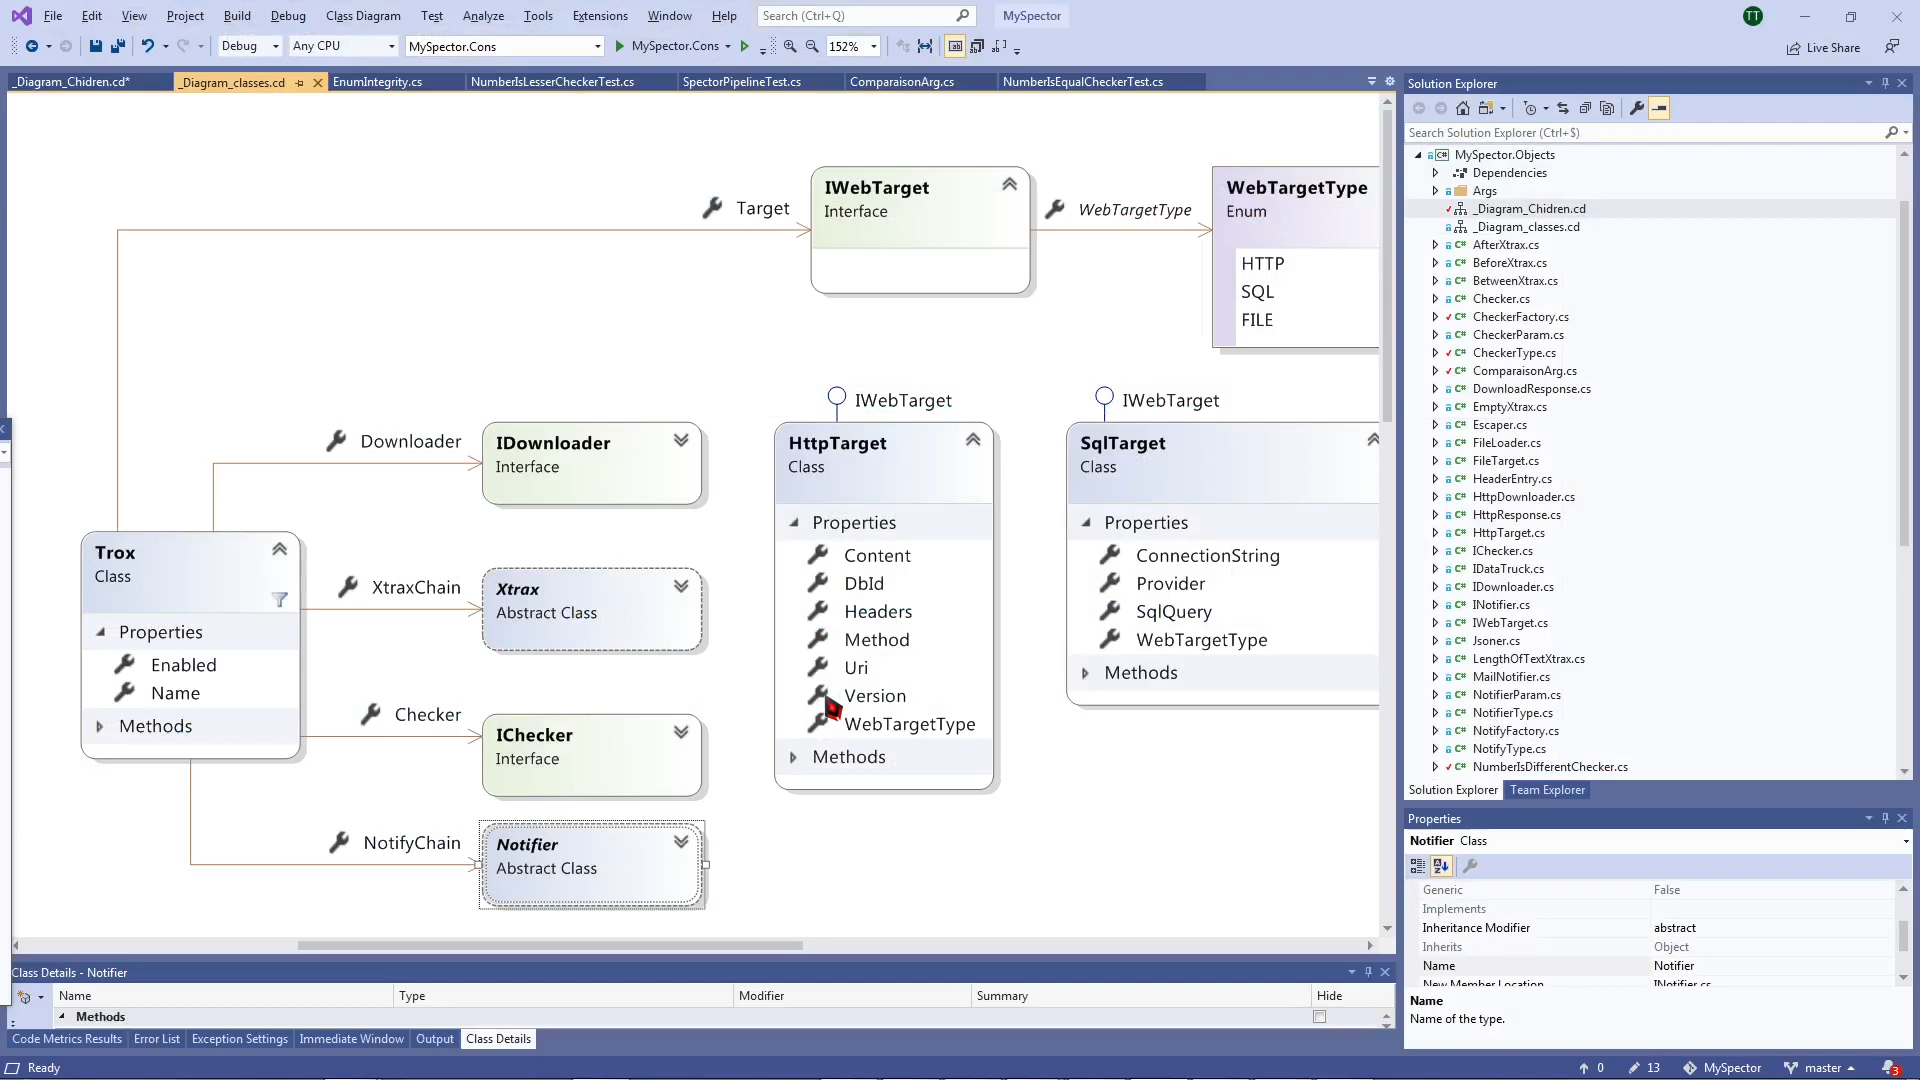 File Edit View Project Build Debug Class Diagram Test Analyze Tools Extensions Window Help Search (Ctrl+Q) MySpector TT
Debug Any CPU MySpector.Cons MySpector.Cons 152% Live Share
_Diagram_Chidren.cd* _Diagram_classes.cd EnumIntegrity.cs NumberIsLesserCheckerTest.cs SpectorPipelineTest.cs ComparaisonArg.cs NumberIsEqualCheckerTest.cs
Target
IWebTarget
Interface
WebTargetType
WebTargetType
Enum
HTTP
SQL
FILE
Downloader
IDownloader
Interface
IWebTarget
HttpTarget
Class
Properties
Content
DbId
Headers
Method
Uri
Version
WebTargetType
Methods
IWebTarget
SqlTarget
Class
Properties
ConnectionString
Provider
SqlQuery
WebTargetType
Methods
Trox
Class
Properties
Enabled
Name
Methods
XtraxChain
Xtrax
Abstract Class
Checker
IChecker
Interface
NotifyChain
Notifier
Abstract Class
Class Details - Notifier
Name Type Modifier Summary Hide
Methods
Code Metrics Results Error List Exception Settings Immediate Window Output Class Details
Solution Explorer
Search Solution Explorer (Ctrl+$)
C# MySpector.Objects
Dependencies
Args
_Diagram_Chidren.cd
_Diagram_classes.cd
C# AfterXtrax.cs
C# BeforeXtrax.cs
C# BetweenXtrax.cs
C# Checker.cs
C# CheckerFactory.cs
C# CheckerParam.cs
C# CheckerType.cs
C# ComparaisonArg.cs
C# DownloadResponse.cs
C# EmptyXtrax.cs
C# Escaper.cs
C# FileLoader.cs
C# FileTarget.cs
C# HeaderEntry.cs
C# HttpDownloader.cs
C# HttpResponse.cs
C# HttpTarget.cs
C# IChecker.cs
C# IDataTruck.cs
C# IDownloader.cs
C# INotifier.cs
C# IWebTarget.cs
C# Jsoner.cs
C# LengthOfTextXtrax.cs
C# MailNotifier.cs
C# NotifierParam.cs
C# NotifierType.cs
C# NotifyFactory.cs
C# NotifyType.cs
C# NumberIsDifferentChecker.cs
Solution Explorer Team Explorer
Properties
Notifier Class
Generic False
Implements
Inheritance Modifier abstract
Inherits Object
Name Notifier
New Member Location INotifier.cs
Name
Name of the type.
Ready 0 13 MySpector master 3